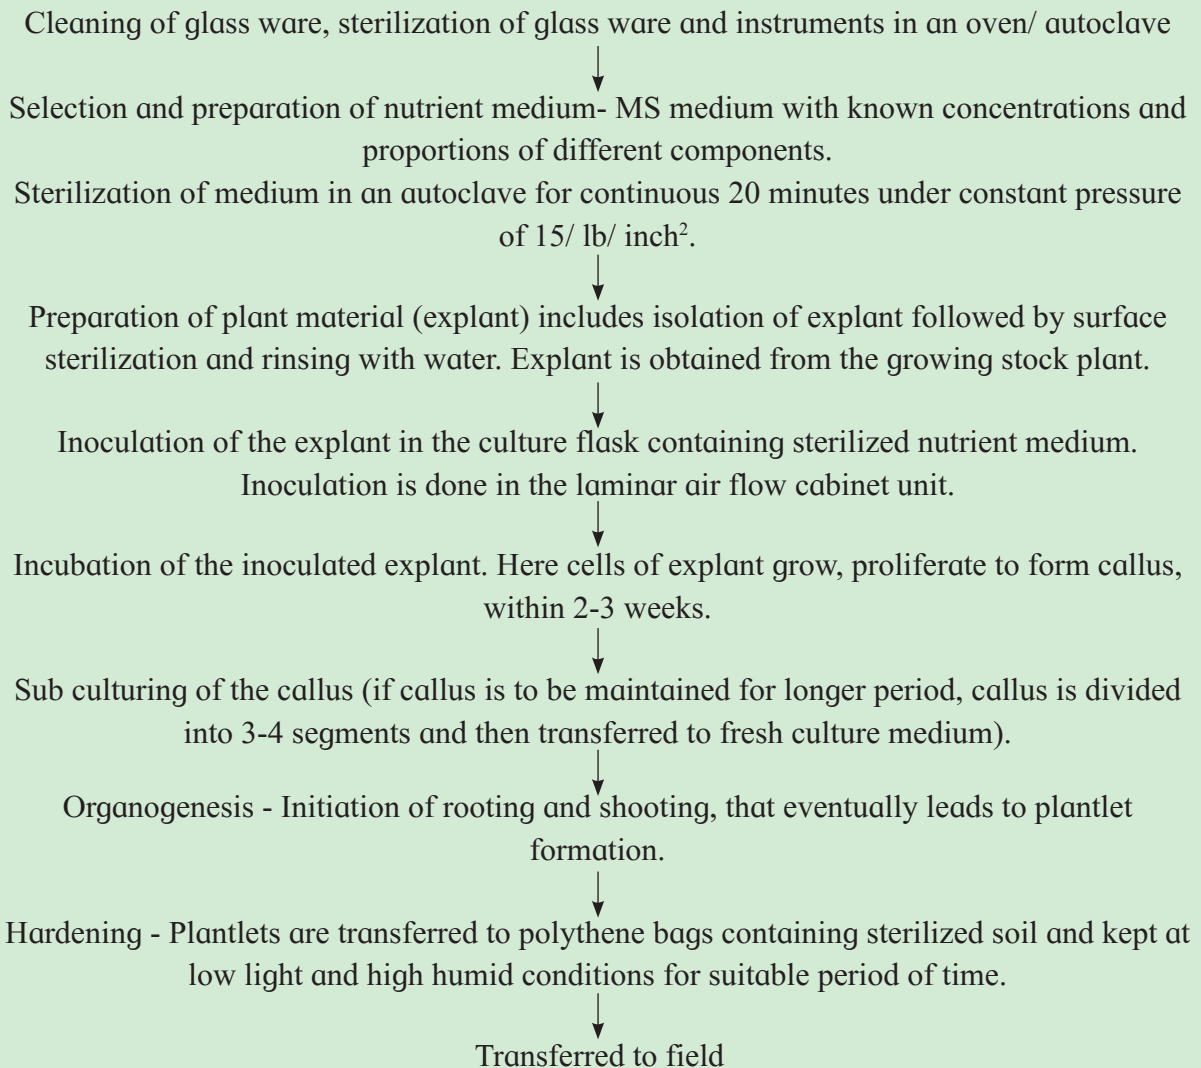 Cleaning of glass ware, sterilization of glass ware and instruments in an oven/ autoclave
Selection and preparation of nutrient medium- MS medium with known concentrations and
proportions of different components.
Sterilization of medium in an autoclave for continuous 20 minutes under constant pressure
of 15/ lb/ inch².
Preparation of plant material (explant) includes isolation of explant followed by surface
sterilization and rinsing with water. Explant is obtained from the growing stock plant.
Inoculation of the explant in the culture flask containing sterilized nutrient medium.
Inoculation is done in the laminar air flow cabinet unit.
Incubation of the inoculated explant. Here cells of explant grow, proliferate to form callus,
within 2-3 weeks.
Sub culturing of the callus (if callus is to be maintained for longer period, callus is divided
into 3-4 segments and then transferred to fresh culture medium).
Organogenesis - Initiation of rooting and shooting, that eventually leads to plantlet
formation.
Hardening - Plantlets are transferred to polythene bags containing sterilized soil and kept at
low light and high humid conditions for suitable period of time.
Transferred to field